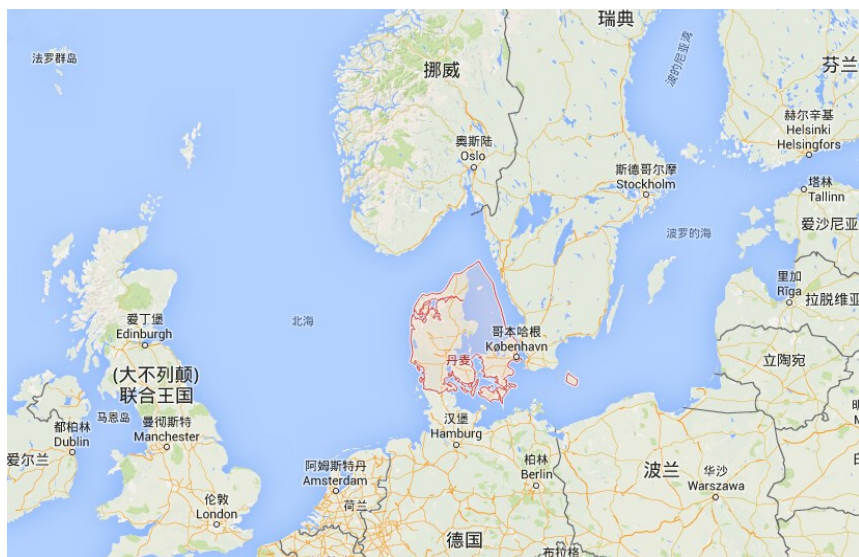 瑞典
法罗群岛
挪威
波的尼亚湾
芬兰
赫尔辛基
Helsinki
Helsingfors
奥斯陆
Oslo
斯德哥尔摩
Stockholm
塔林
Tallinn
爱沙尼亚
波罗的海
里加
Rīga
拉脱维亚
北海
爱丁堡
Edinburgh
哥本哈根
København
丹麦
立陶宛
(大不列颠)
联合王国
马恩岛
都柏林
Dublin
曼彻斯特
Manchester
汉堡
Hamburg
明
爱尔兰
阿姆斯特丹
Amsterdam
柏林
Berlin
波兰
华沙
Warszawa
白
荷兰
伦敦
London
德国
布拉格